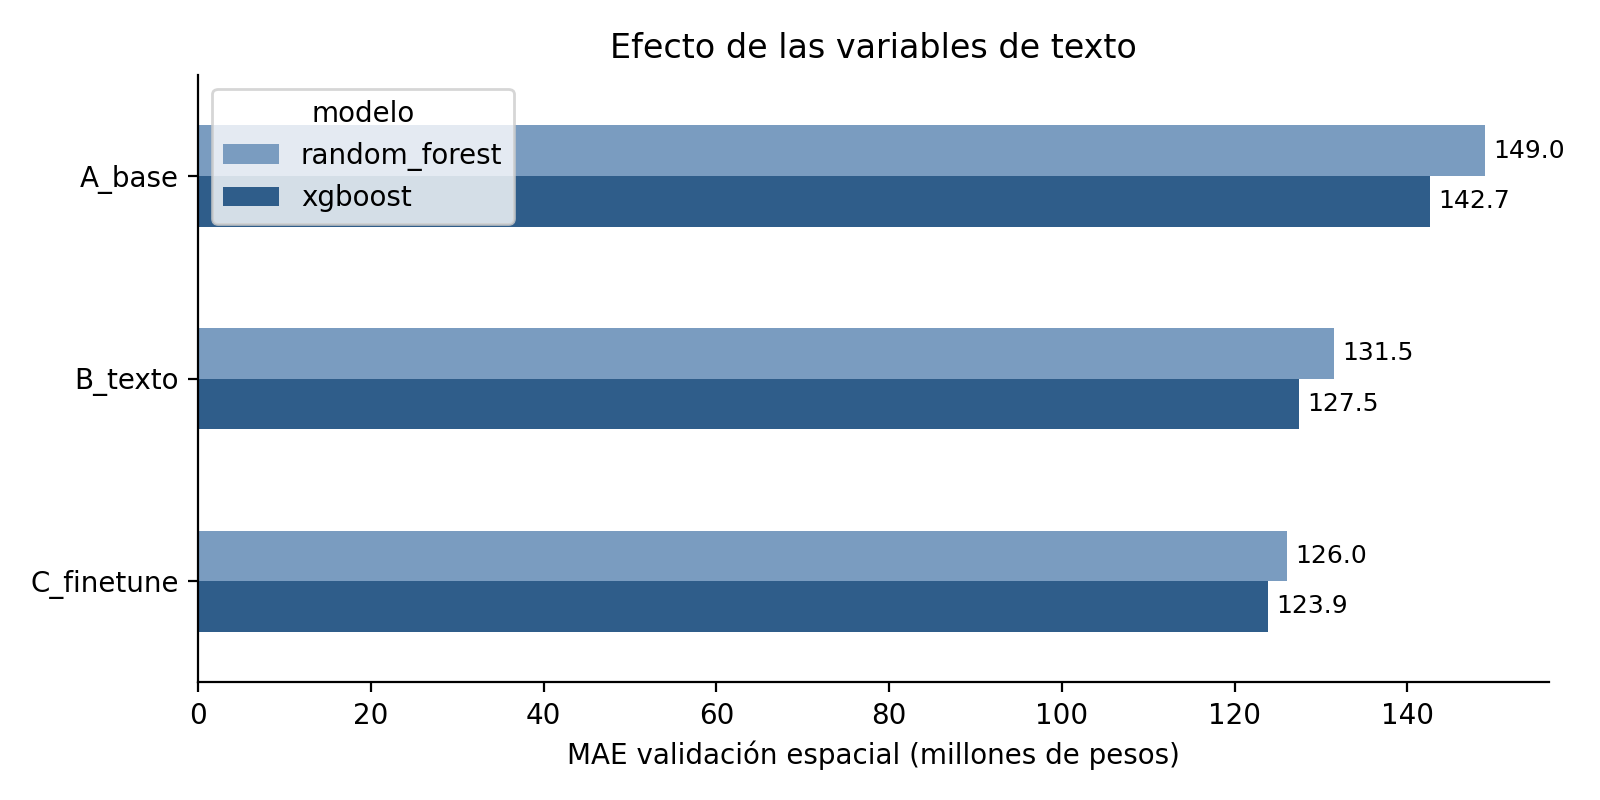 Efecto de las variables de texto
modelo
random_forest
xgboost
A_base
149.0
142.7
B_texto
131.5
127.5
C_finetune
126.0
123.9
0 20 40 60 80 100 120 140
MAE validación espacial (millones de pesos)